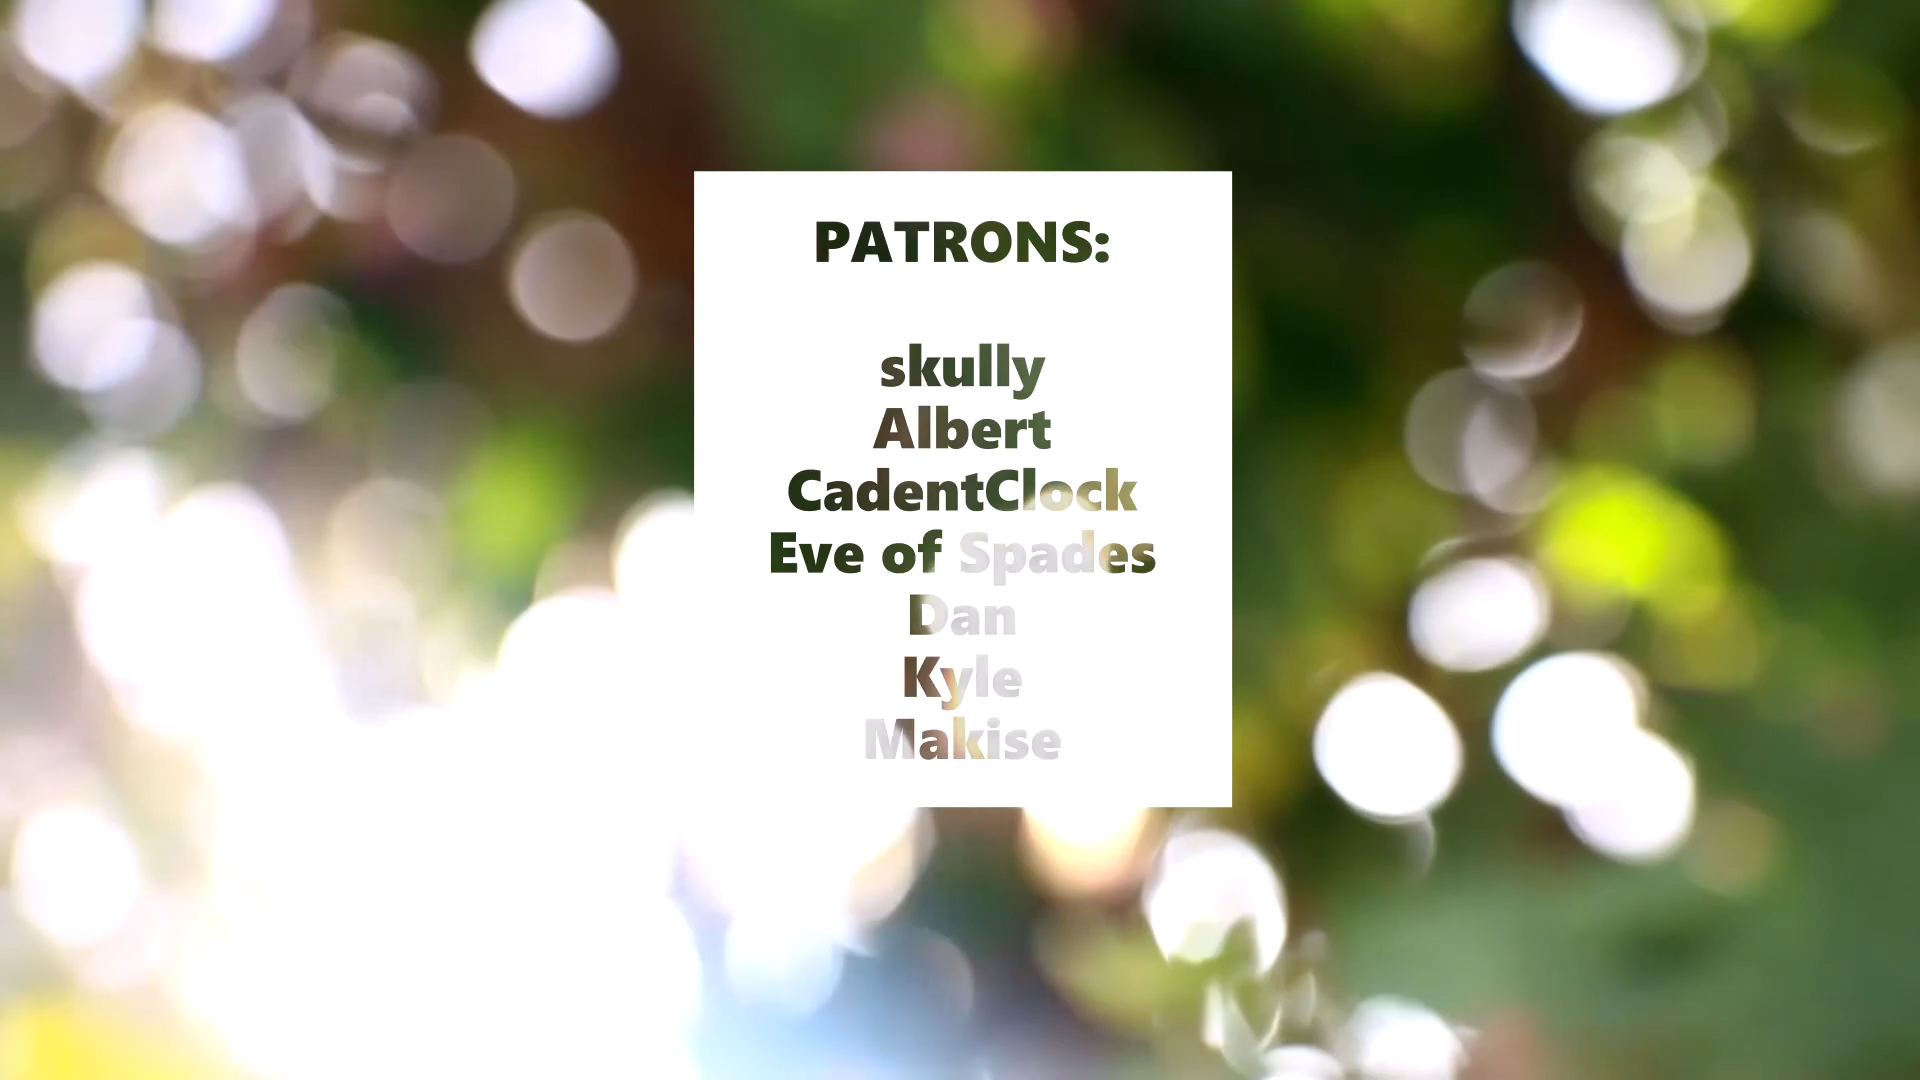 PATRONS:
skully
Albert
CadentClock
Eve of Spades
Dan
Kyle
Makise